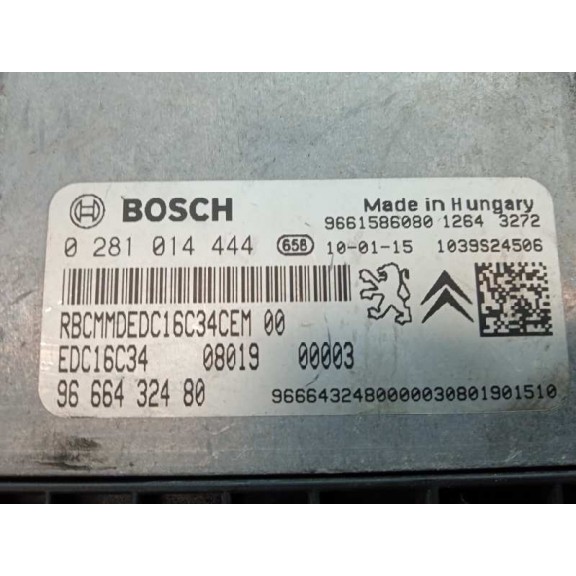 BOSCH
Made in Hungary
9661586080 1264 3272
0 281 014 444 658 10-01-15 1039S24506
RBCMMDEDC16C34CEM 00
EDC16C34 08019 00003
96 664 324 80 9666432480000030801901510